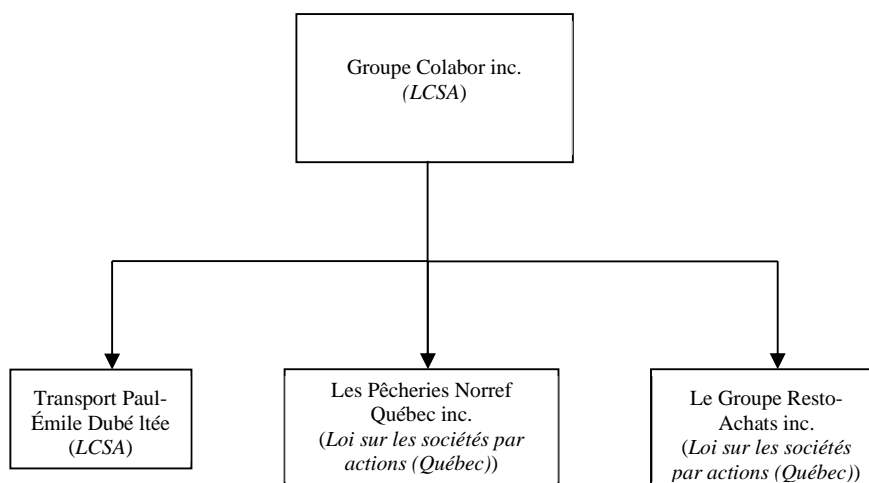 Groupe Colabor inc.
(LCSA)
Transport Paul-
Émile Dubé ltée
(LCSA)
Les Pêcheries Norref
Québec inc.
(Loi sur les sociétés par
actions (Québec))
Le Groupe Resto-
Achats inc.
(Loi sur les sociétés
par actions (Québec))